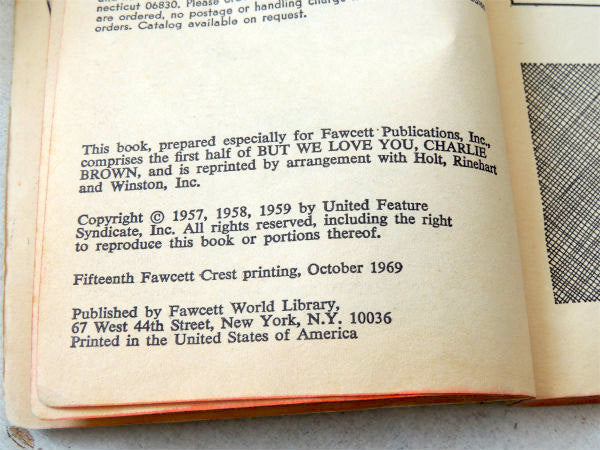 necticut 06830. Please
are ordered, no postage or handling charge
orders. Catalog available on request.
This book, prepared especially for Fawcett Publications, Inc.,
comprises the first half of BUT WE LOVE YOU, CHARLIE
BROWN, and is reprinted by arrangement with Holt, Rinehart
and Winston, Inc.
Copyright © 1957, 1958, 1959 by United Feature
Syndicate, Inc. All rights reserved, including the right
to reproduce this book or portions thereof.
Fifteenth Fawcett Crest printing, October 1969
Published by Fawcett World Library,
67 West 44th Street, New York, N.Y. 10036
Printed in the United States of America